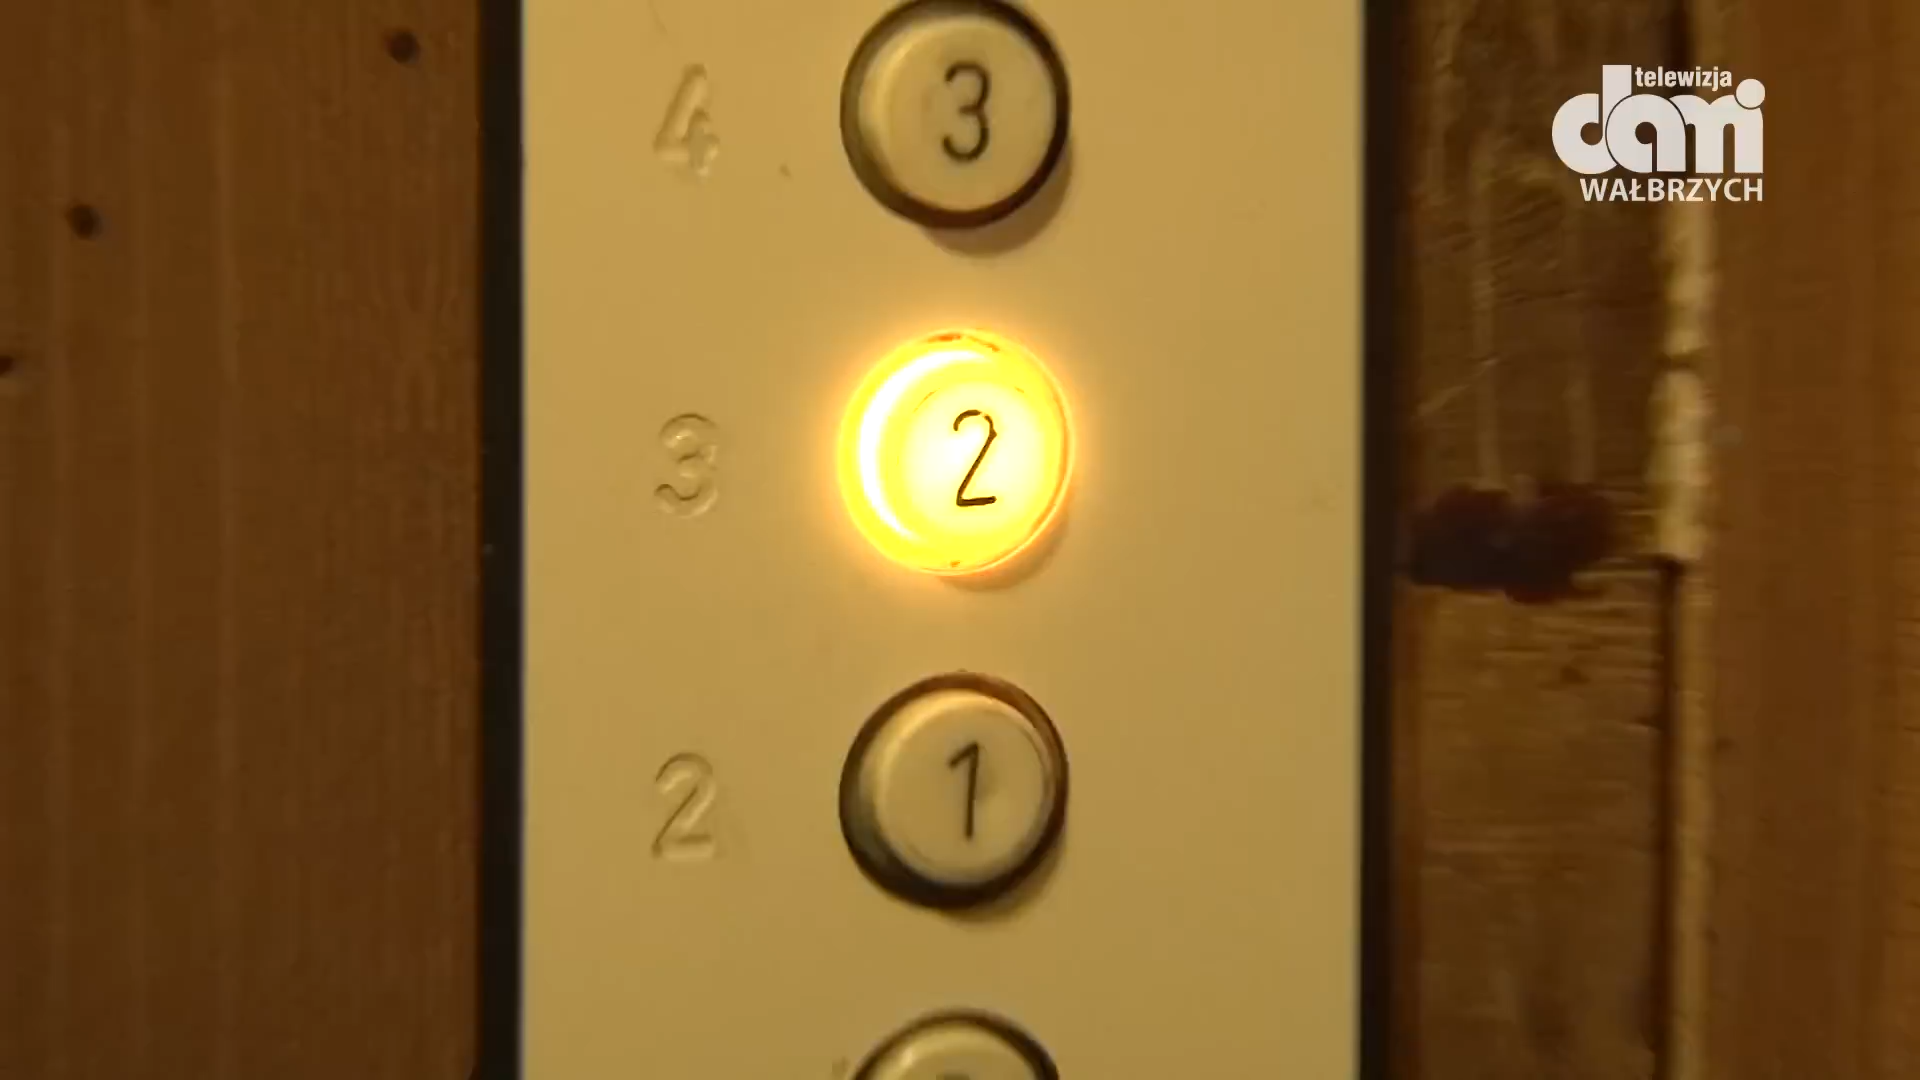 telewizja
dami
WAŁBRZYCH
4 3
3 2
2 1